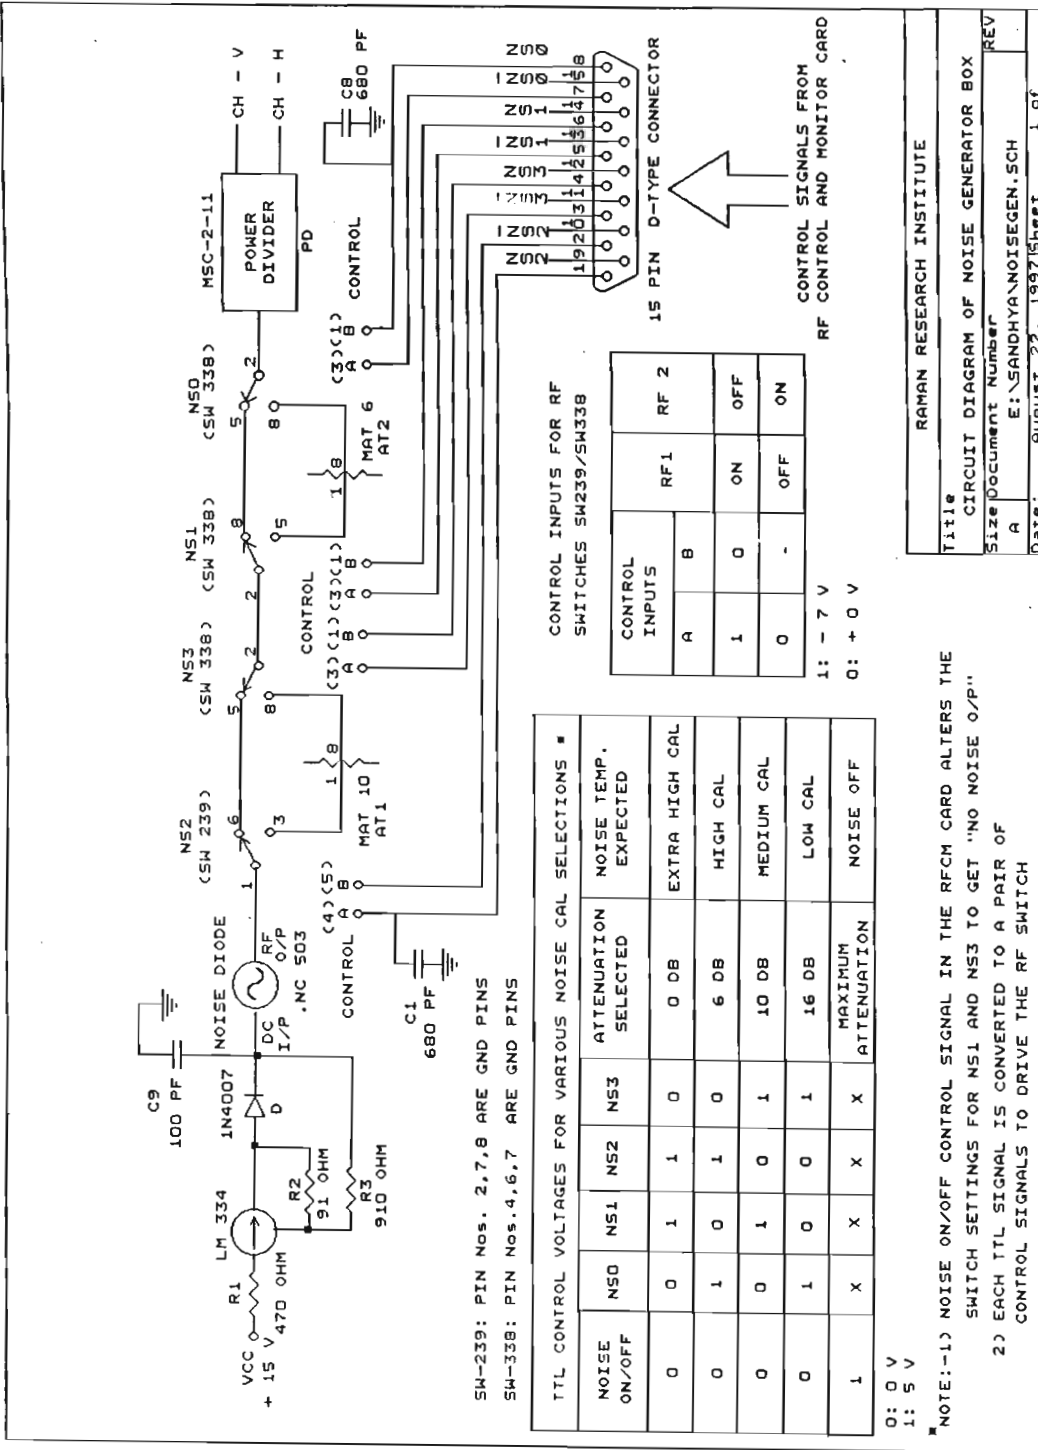 VCC
+ 15 V
R1
470 OHM
LM 334
R2
91 OHM
R3
910 OHM
1N4007
D
C9
100 PF
NOISE DIODE
DC
I/P
RF
O/P
.NC 503
NS2
(SW 239)
1
6
3
CONTROL
(4)(5)
A B
C1
680 PF
MAT 10
AT1
1 8
NS3
(SW 338)
5
8
2
NS1
(SW 338)
2
8
5
CONTROL
(3)(1)(3)(1)
A B A B
MAT 6
AT2
1 8
NS0
(SW 338)
5
8
2
MSC-2-11
POWER
DIVIDER
PD
CH - V
CH - H
CONTROL
(3)(1)
A B
C8
680 PF
SW-239: PIN Nos. 2,7,8 ARE GND PINS
SW-338: PIN Nos.4,6,7 ARE GND PINS
15 PIN D-TYPE CONNECTOR
CONTROL SIGNALS FROM
RF CONTROL AND MONITOR CARD
TTL CONTROL VOLTAGES FOR VARIOUS NOISE CAL SELECTIONS *
NOISE ON/OFF NS0 NS1 NS2 NS3 ATTENUATION SELECTED NOISE TEMP. EXPECTED
0 0 1 1 0 0 DB EXTRA HIGH CAL
0 1 0 1 0 6 DB HIGH CAL
0 0 1 0 1 10 DB MEDIUM CAL
0 1 0 0 1 16 DB LOW CAL
1 X X X X MAXIMUM ATTENUATION NOISE OFF
0: 0 V
1: 5 V
CONTROL INPUTS FOR RF
SWITCHES SW239/SW338
CONTROL INPUTS RF1 RF 2
A B
1 0 ON OFF
0 - OFF ON
1: - 7 V
0: + 0 V
*NOTE:-1) NOISE ON/OFF CONTROL SIGNAL IN THE RFCM CARD ALTERS THE
SWITCH SETTINGS FOR NS1 AND NS3 TO GET "NO NOISE O/P"
2) EACH TTL SIGNAL IS CONVERTED TO A PAIR OF
CONTROL SIGNALS TO DRIVE THE RF SWITCH
RAMAN RESEARCH INSTITUTE
Title
CIRCUIT DIAGRAM OF NOISE GENERATOR BOX
Size Document Number REV
A E:\SANDHYA\NOISEGEN.SCH
Date: AUGUST 22, 1997 Sheet 1 of